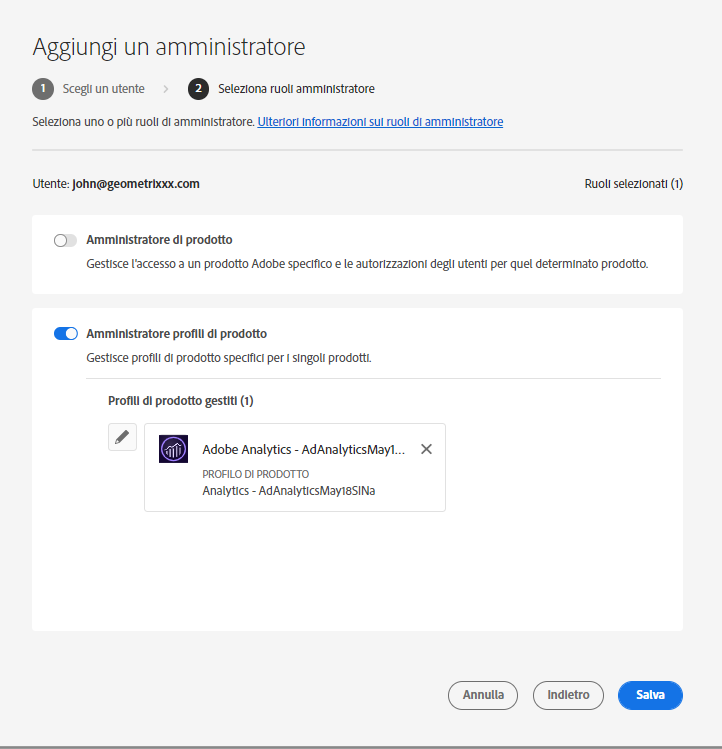 Aggiungi un amministratore
1 Scegli un utente > 2 Seleziona ruoli amministratore
Seleziona uno o più ruoli di amministratore. Ulteriori informazioni sui ruoli di amministratore
Utente: john@geometrixxx.com Ruoli selezionati (1)
Amministratore di prodotto
Gestisce l'accesso a un prodotto Adobe specifico e le autorizzazioni degli utenti per quel determinato prodotto.
Amministratore profili di prodotto
Gestisce profili di prodotto specifici per i singoli prodotti.
Profili di prodotto gestiti (1)
Adobe Analytics - AdAnalyticsMay1...
PROFILO DI PRODOTTO
Analytics - AdAnalyticsMay18SINa
Annulla Indietro Salva